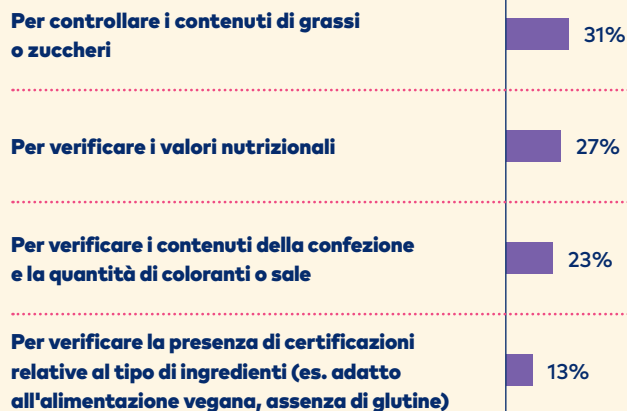 Per controllare i contenuti di grassi
o zuccheri
31%
Per verificare i valori nutrizionali
27%
Per verificare i contenuti della confezione
e la quantità di coloranti o sale
23%
Per verificare la presenza di certificazioni
relative al tipo di ingredienti (es. adatto
all'alimentazione vegana, assenza di glutine)
13%